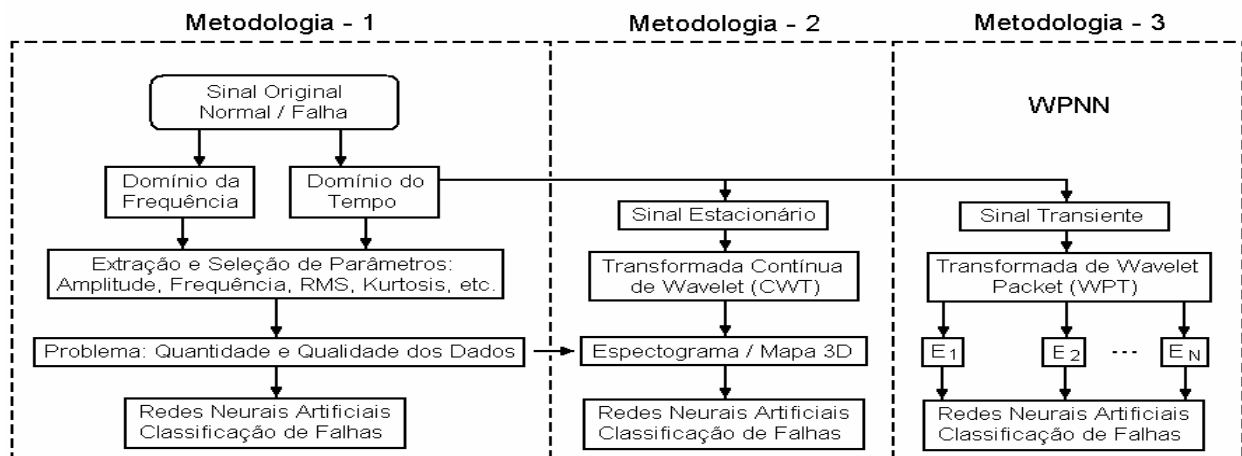 Metodologia - 1
Sinal Original
Normal / Falha
Domínio da
Frequência
Domínio do
Tempo
Extração e Seleção de Parâmetros:
Amplitude, Frequência, RMS, Kurtosis, etc.
Problema: Quantidade e Qualidade dos Dados
Redes Neurais Artificiais
Classificação de Falhas
Metodologia - 2
Sinal Estacionário
Transformada Contínua
de Wavelet (CWT)
Espectograma / Mapa 3D
Redes Neurais Artificiais
Classificação de Falhas
Metodologia - 3
WPNN
Sinal Transiente
Transformada de Wavelet
Packet (WPT)
E1 E2 ... EN
Redes Neurais Artificiais
Classificação de Falhas